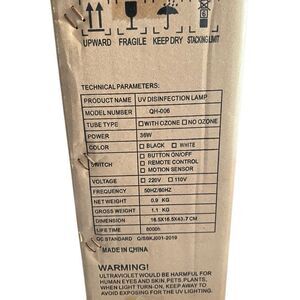 UPWARD FRAGILE KEEP DRY STACKING LIMIT
TECHNICAL PARAMETERS:
PRODUCT NAME UV DISINFECTION LAMP
MODEL NUMBER QH-006
TUBE TYPE □ WITH OZONE □ NO OZONE
POWER 36W
COLOR □ BLACK □ WHITE
SWITCH □ BUTTON ON/OFF
□ REMOTE CONTROL
□ MOTION SENSOR
VOLTAGE □ 220V □ 110V
FREQUENCY 50HZ/60HZ
NET WEIGHT 0.9 KG
GROSS WEIGHT 1.1 KG
DIMENSION 16.5X16.5X43.7 CM
LIFE TIME 8000h
QC STANDARD
MADE IN CHINA
WARNING!
ULTRAVIOLET WOULD BE HARMFUL FOR
HUMAN EYES AND SKIN, PETS, PLANTS,
WHEN LIGHT TURN-ON, KEEP AWAY TO
AVOID EXPOSING FOR THE UV LIGHTING.